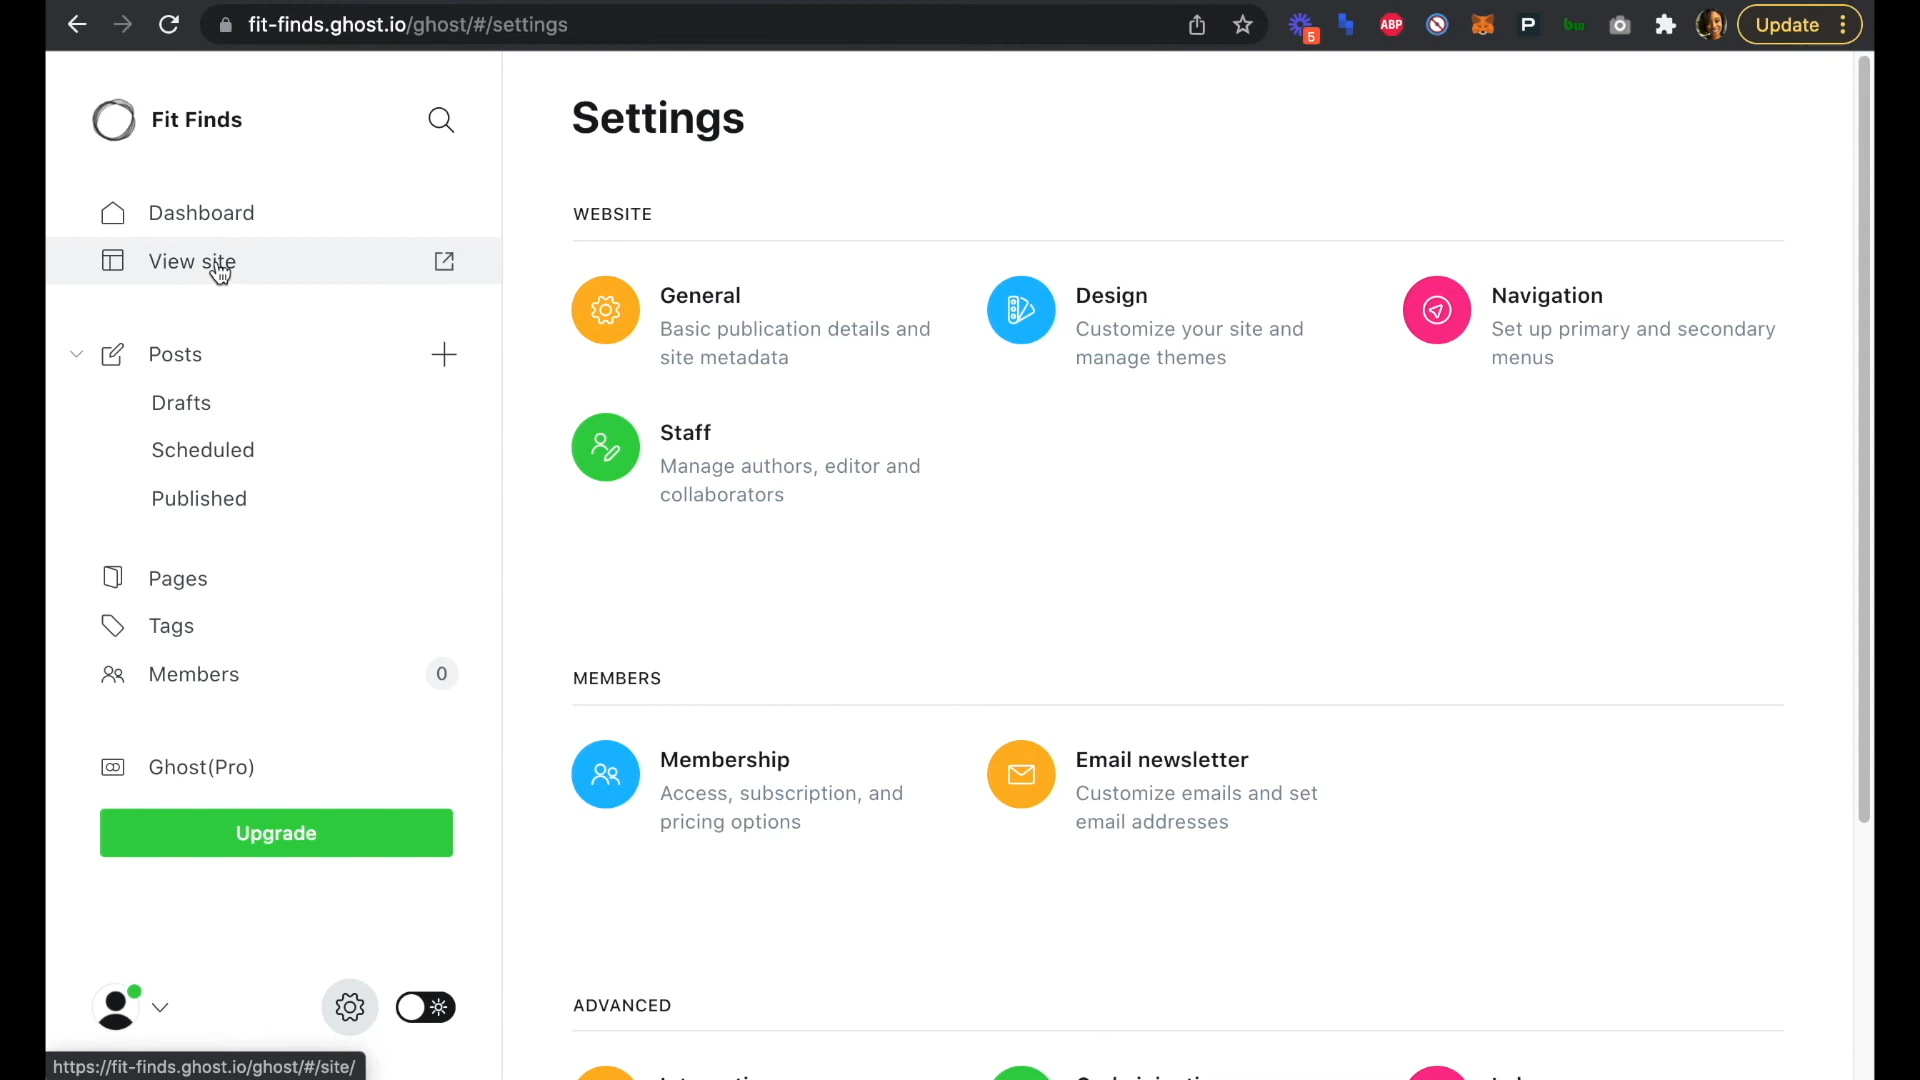 fit-finds.ghost.io/ghost/#/settings
5
ABP
P
bw
Update
Fit Finds
Dashboard
View site
Posts
Drafts
Scheduled
Published
Pages
Tags
Members
0
Ghost(Pro)
Upgrade
https://fit-finds.ghost.io/ghost/#/site/
Settings
WEBSITE
General
Basic publication details and
site metadata
Design
Customize your site and
manage themes
Navigation
Set up primary and secondary
menus
Staff
Manage authors, editor and
collaborators
MEMBERS
Membership
Access, subscription, and
pricing options
Email newsletter
Customize emails and set
email addresses
ADVANCED